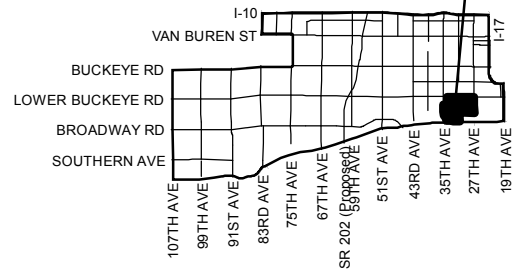 I-10
I-17
VAN BUREN ST
BUCKEYE RD
LOWER BUCKEYE RD
BROADWAY RD
SOUTHERN AVE
107TH AVE
99TH AVE
91ST AVE
83RD AVE
75TH AVE
67TH AVE
SR 202 (Proposed)
59TH AVE
51ST AVE
43RD AVE
35TH AVE
27TH AVE
19TH AVE